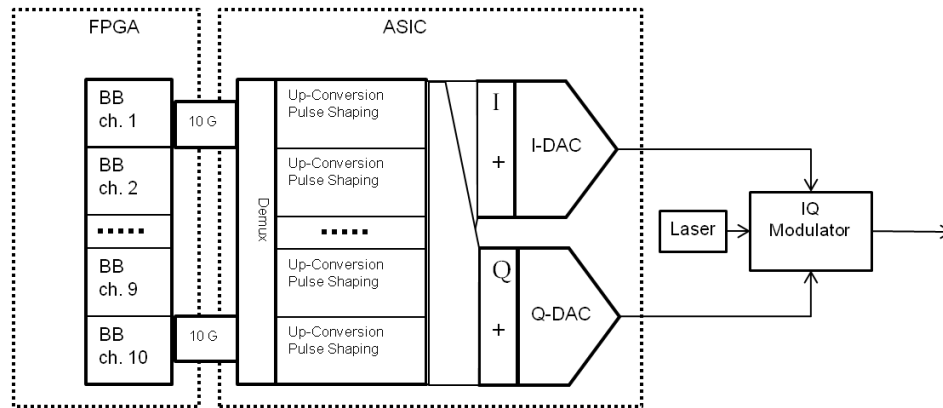 FPGA
ASIC
BB
ch. 1
BB
ch. 2
BB
ch. 9
BB
ch. 10
10 G
10 G
Demux
Up-Conversion
Pulse Shaping
Up-Conversion
Pulse Shaping
Up-Conversion
Pulse Shaping
Up-Conversion
Pulse Shaping
I
+
I-DAC
Q
+
Q-DAC
Laser
IQ
Modulator